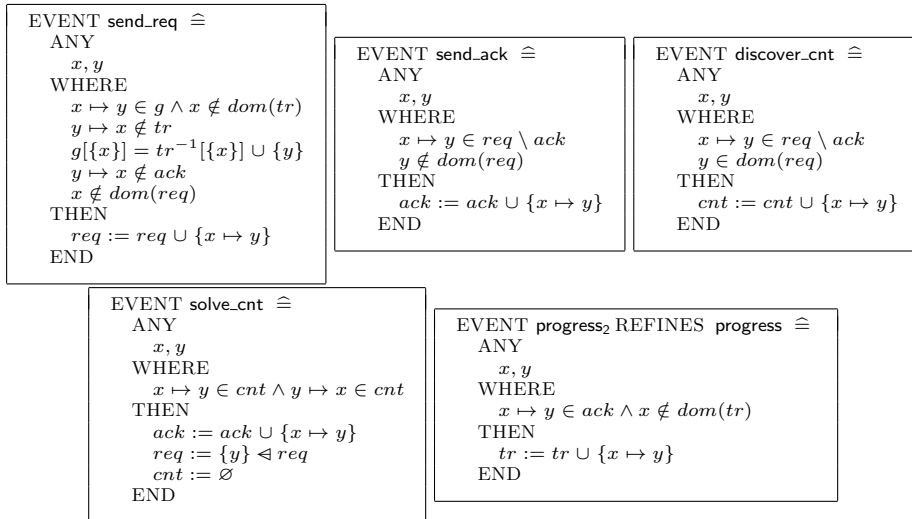 EVENT send_req ≙
ANY
x, y
WHERE
x ↦ y ∈ g ∧ x ∉ dom(tr)
y ↦ x ∉ tr
g[{x}] = tr⁻¹[{x}] ∪ {y}
y ↦ x ∉ ack
x ∉ dom(req)
THEN
req := req ∪ {x ↦ y}
END
EVENT send_ack ≙
ANY
x, y
WHERE
x ↦ y ∈ req \ ack
y ∉ dom(req)
THEN
ack := ack ∪ {x ↦ y}
END
EVENT discover_cnt ≙
ANY
x, y
WHERE
x ↦ y ∈ req \ ack
y ∈ dom(req)
THEN
cnt := cnt ∪ {x ↦ y}
END
EVENT solve_cnt ≙
ANY
x, y
WHERE
x ↦ y ∈ cnt ∧ y ↦ x ∈ cnt
THEN
ack := ack ∪ {x ↦ y}
req := {y} ⩤ req
cnt := ∅
END
EVENT progress₂ REFINES progress ≙
ANY
x, y
WHERE
x ↦ y ∈ ack ∧ x ∉ dom(tr)
THEN
tr := tr ∪ {x ↦ y}
END